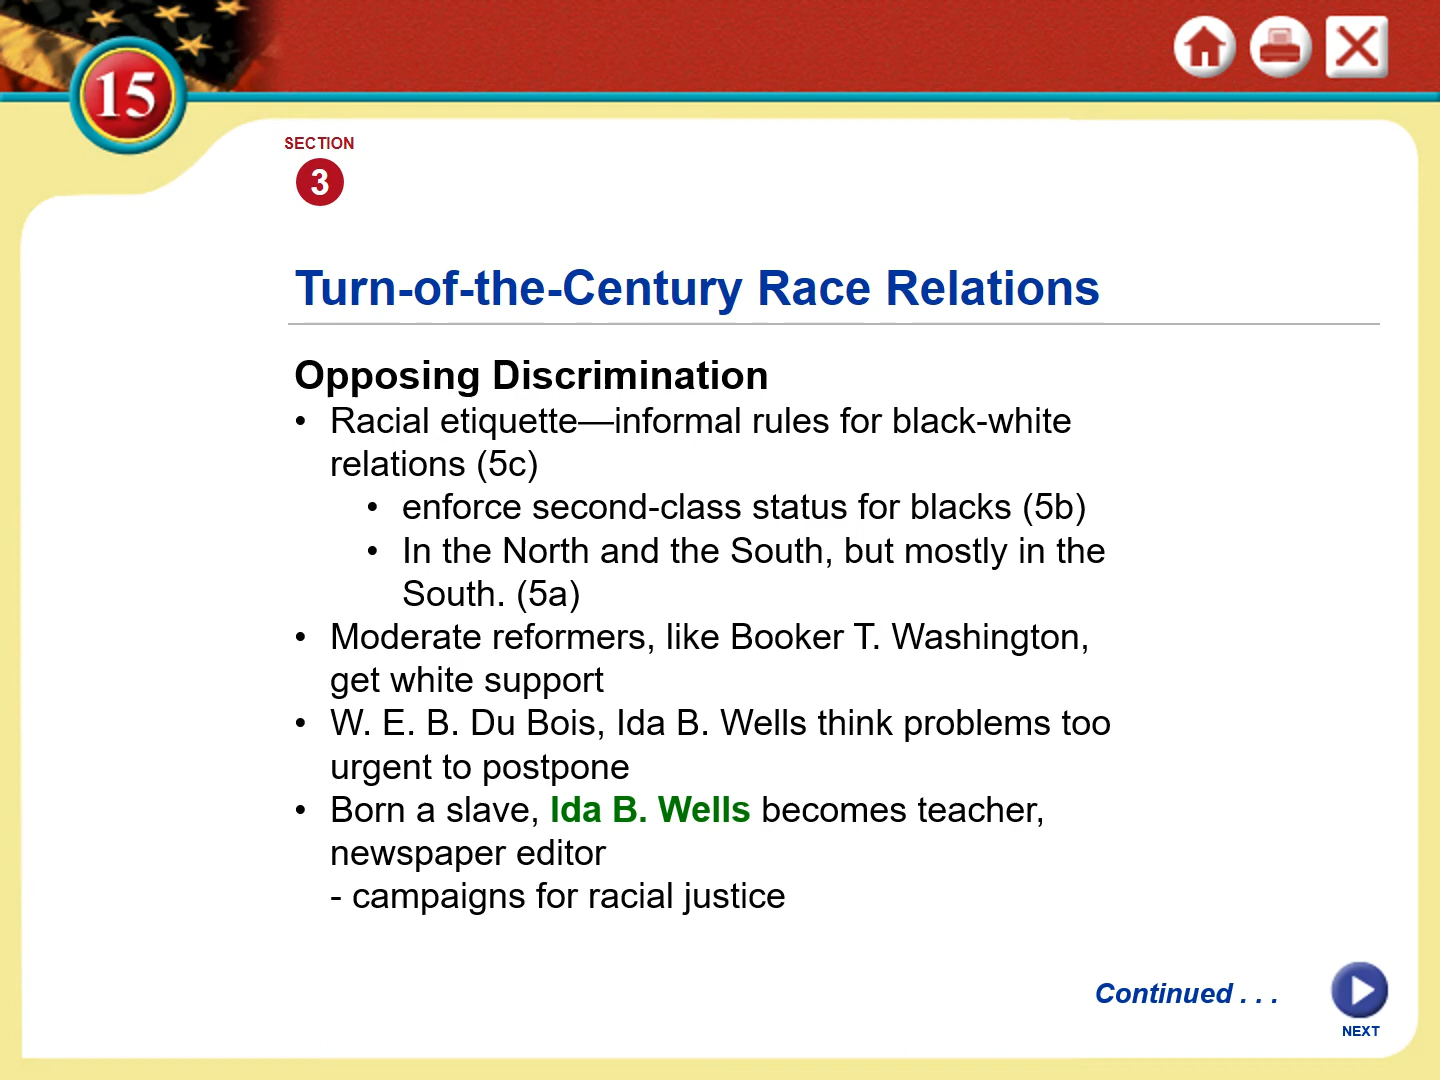 15
SECTION
3
Turn-of-the-Century Race Relations
Opposing Discrimination
• Racial etiquette—informal rules for black-white
relations (5c)
• enforce second-class status for blacks (5b)
• In the North and the South, but mostly in the
South. (5a)
• Moderate reformers, like Booker T. Washington,
get white support
• W. E. B. Du Bois, Ida B. Wells think problems too
urgent to postpone
• Born a slave, Ida B. Wells becomes teacher,
newspaper editor
- campaigns for racial justice
Continued . . .
NEXT